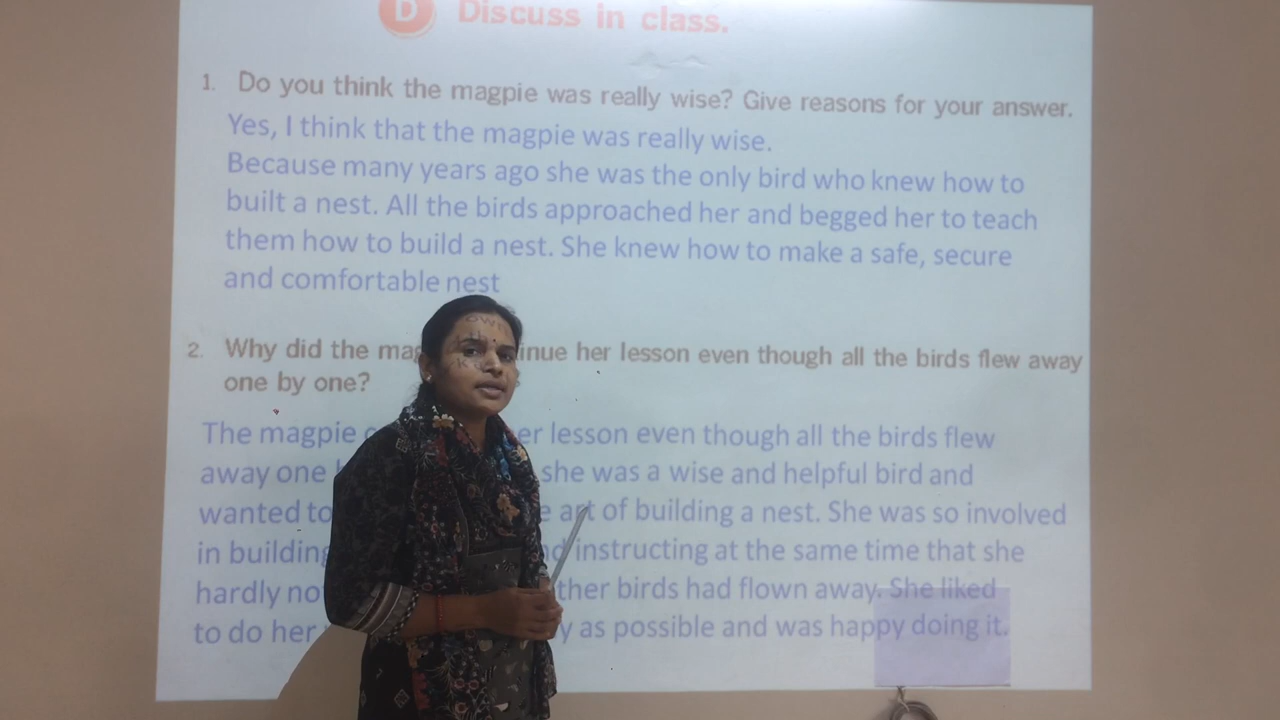 D Discuss in class.
1. Do you think the magpie was really wise? Give reasons for your answer.
Yes, I think that the magpie was really wise.
Because many years ago she was the only bird who knew how to
built a nest. All the birds approached her and begged her to teach
them how to build a nest. She knew how to make a safe, secure
and comfortable nest
2. Why did the mag inue her lesson even though all the birds flew away
one by one?
The magpie er lesson even though all the birds flew
away one she was a wise and helpful bird and
wanted to art of building a nest. She was so involved
in building instructing at the same time that she
hardly no ther birds had flown away. She liked
to do her as possible and was happy doing it.